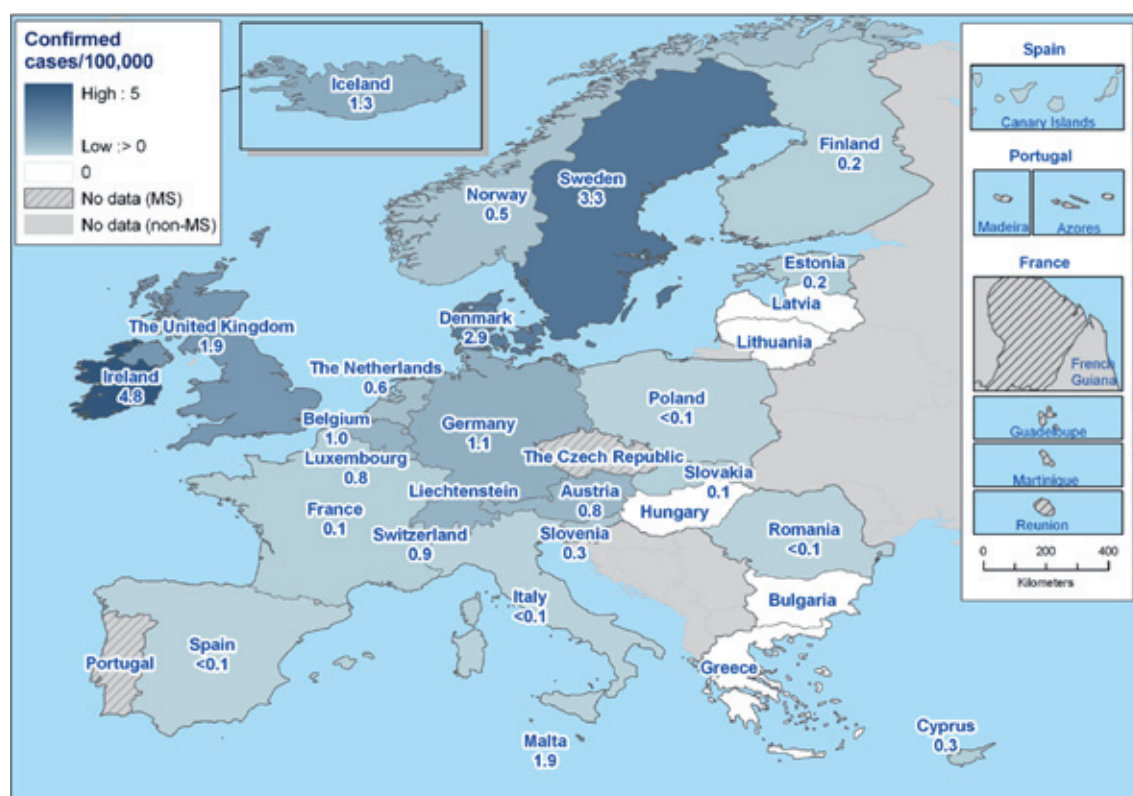 Confirmed
cases/100,000
High : 5
Low :> 0
0
No data (MS)
No data (non-MS)
Iceland
1.3
Norway
0.5
Sweden
3.3
Finland
0.2
Estonia
0.2
Latvia
Lithuania
The United Kingdom
1.9
Ireland
4.8
Denmark
2.9
The Netherlands
0.6
Belgium
1.0
Luxembourg
0.8
Germany
1.1
Poland
<0.1
The Czech Republic
Slovakia
0.1
Liechtenstein
Austria
0.8
Hungary
France
0.1
Switzerland
0.9
Slovenia
0.3
Romania
<0.1
Italy
<0.1
Bulgaria
Spain
<0.1
Portugal
Greece
Malta
1.9
Cyprus
0.3
Spain
Canary Islands
Portugal
Madeira
Azores
France
French
Guiana
Guadeloupe
Martinique
Reunion
0 200 400
Kilometers